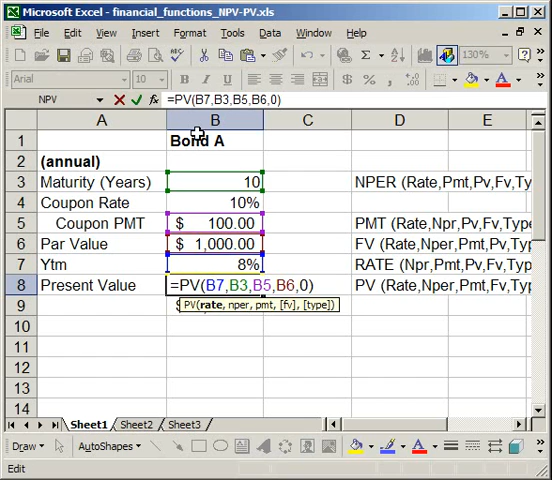 Microsoft Excel - financial_functions_NPV-PV.xls
File Edit View Insert Format Tools Data Window Help
Σ 130%
Arial 10 B I U $ % ,
NPV =PV(B7,B3,B5,B6,0)
A B C D E
1 Bond A
2 (annual)
3 Maturity (Years) 10 NPER (Rate,Pmt,Pv,Fv,Typ
4 Coupon Rate 10%
5 Coupon PMT $ 100.00 PMT (Rate,Npr,Pv,Fv,Type
6 Par Value $ 1,000.00 FV (Rate,Nper,Pmt,Pv,Typ
7 Ytm 8% RATE (Npr,Pmt,Pv,Fv,Ty
8 Present Value =PV(B7,B3,B5,B6,0) PV (Rate,Nper,Pmt,Fv,Typ
9 PV(rate, nper, pmt, [fv], [type])
10
11
12
13
14
Sheet1 Sheet2 Sheet3
Draw AutoShapes
Edit